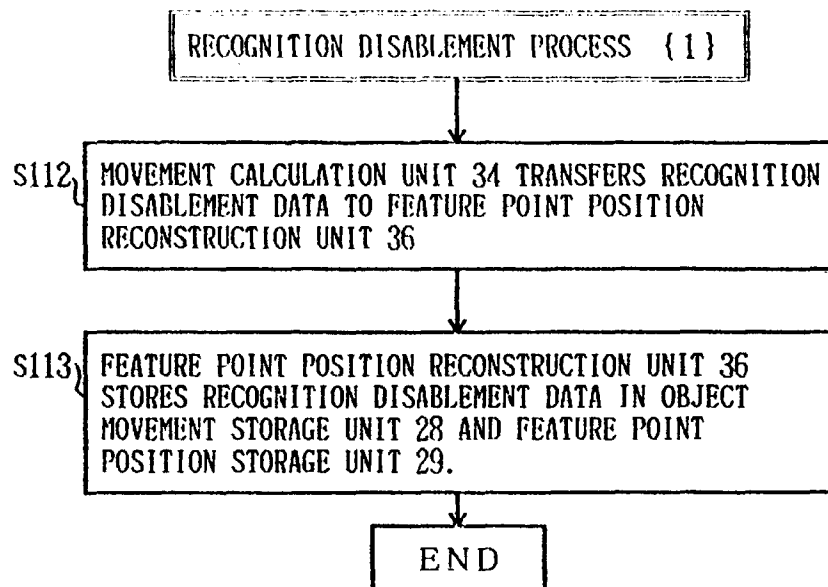 RECOGNITION DISABLEMENT PROCESS {1}
S112
MOVEMENT CALCULATION UNIT 34 TRANSFERS RECOGNITION
DISABLEMENT DATA TO FEATURE POINT POSITION
RECONSTRUCTION UNIT 36
S113
FEATURE POINT POSITION RECONSTRUCTION UNIT 36
STORES RECOGNITION DISABLEMENT DATA IN OBJECT
MOVEMENT STORAGE UNIT 28 AND FEATURE POINT
POSITION STORAGE UNIT 29.
END